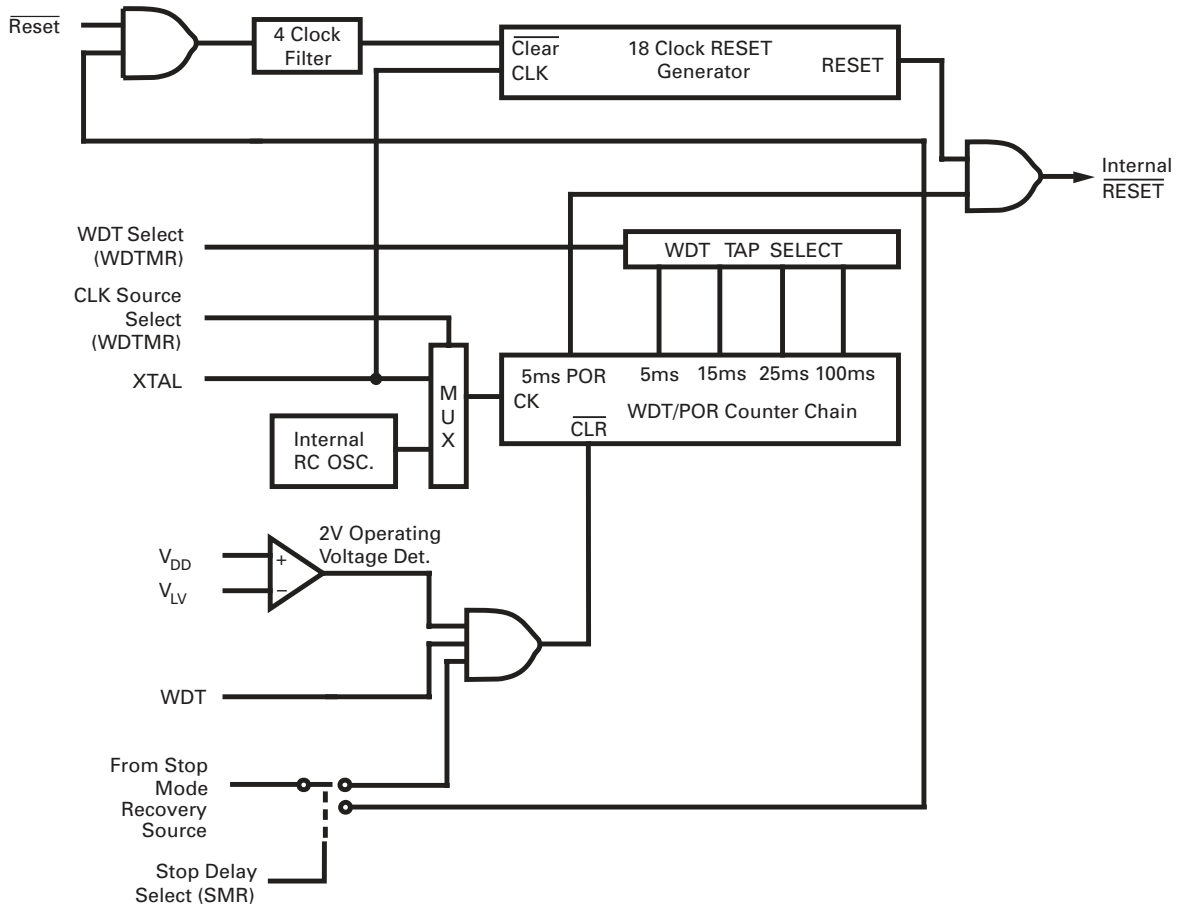 Reset
4 Clock
Filter
Clear
CLK
18 Clock RESET
Generator
RESET
Internal
RESET
WDT Select
(WDTMR)
WDT TAP SELECT
CLK Source
Select
(WDTMR)
XTAL
M
U
X
5ms POR 5ms 15ms 25ms 100ms
CK
WDT/POR Counter Chain
CLR
Internal
RC OSC.
2V Operating
Voltage Det.
VDD
+
VLV
−
WDT
From Stop
Mode
Recovery
Source
Stop Delay
Select (SMR)